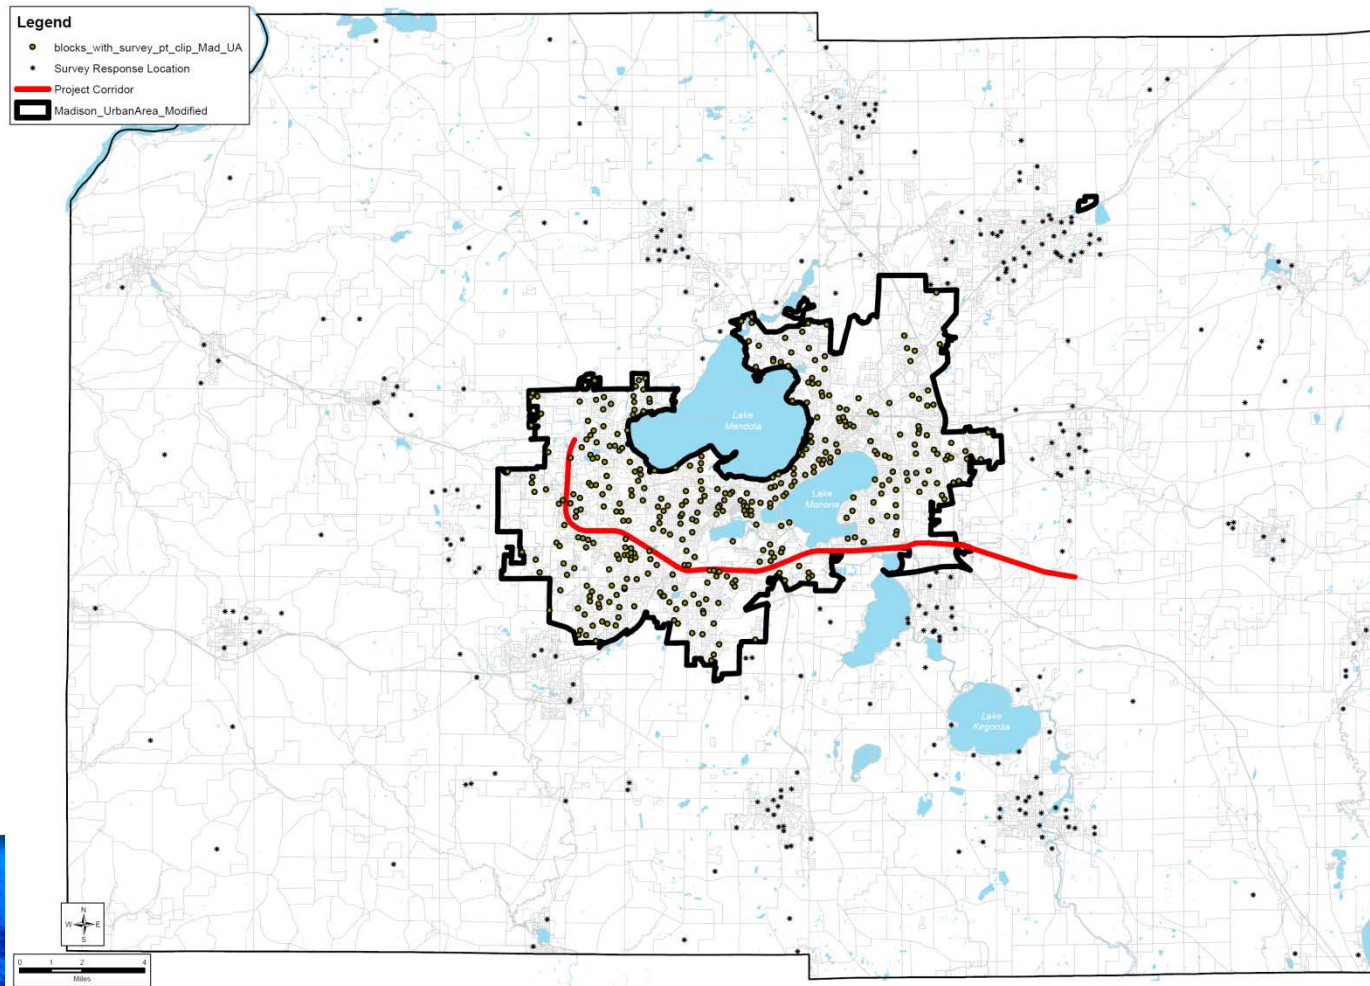 Legend
blocks_with_survey_pt_clip_Mad_UA
Survey Response Location
Project Corridor
Madison_UrbanArea_Modified
Lake
Mendota
Lake
Monona
Lake
Kegonsa
N
W E
S
0 1 2 4
Miles